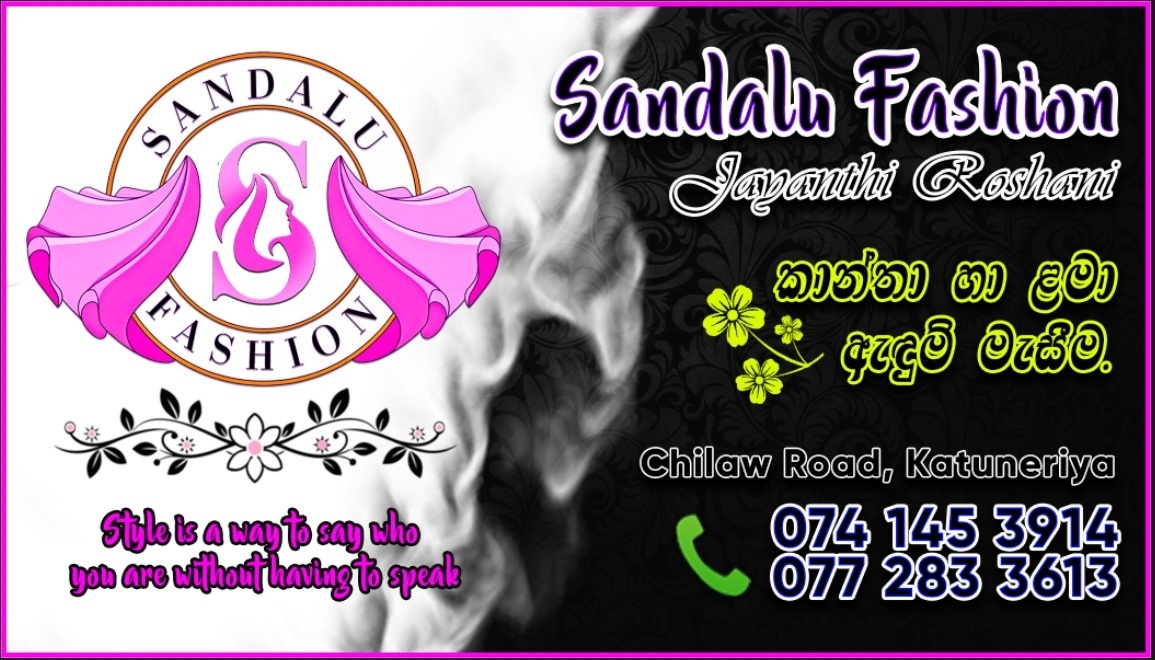 SANDALU
S
FASHION
Style is a way to say who
you are without having to speak
Sandalu Fashion
Jayanthi Roshani
කාන්තා හා ළමා
ඇඳුම් මැසීම.
Chilaw Road, Katuneriya
074 145 3914
077 283 3613